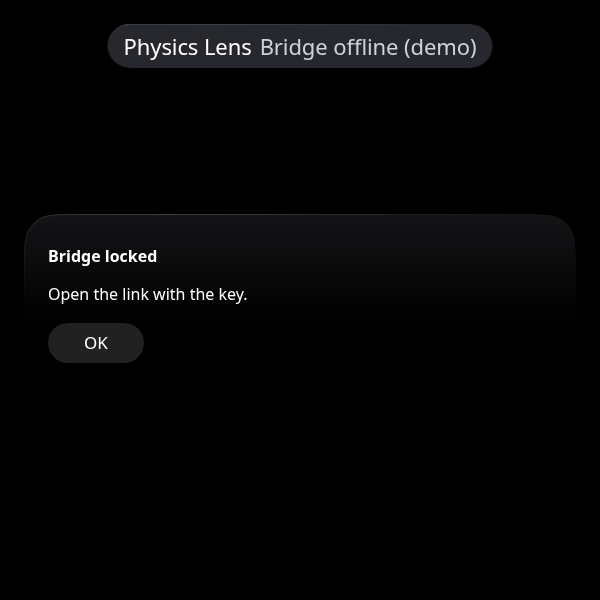 Physics Lens Bridge offline (demo)
Bridge locked
Open the link with the key.
OK